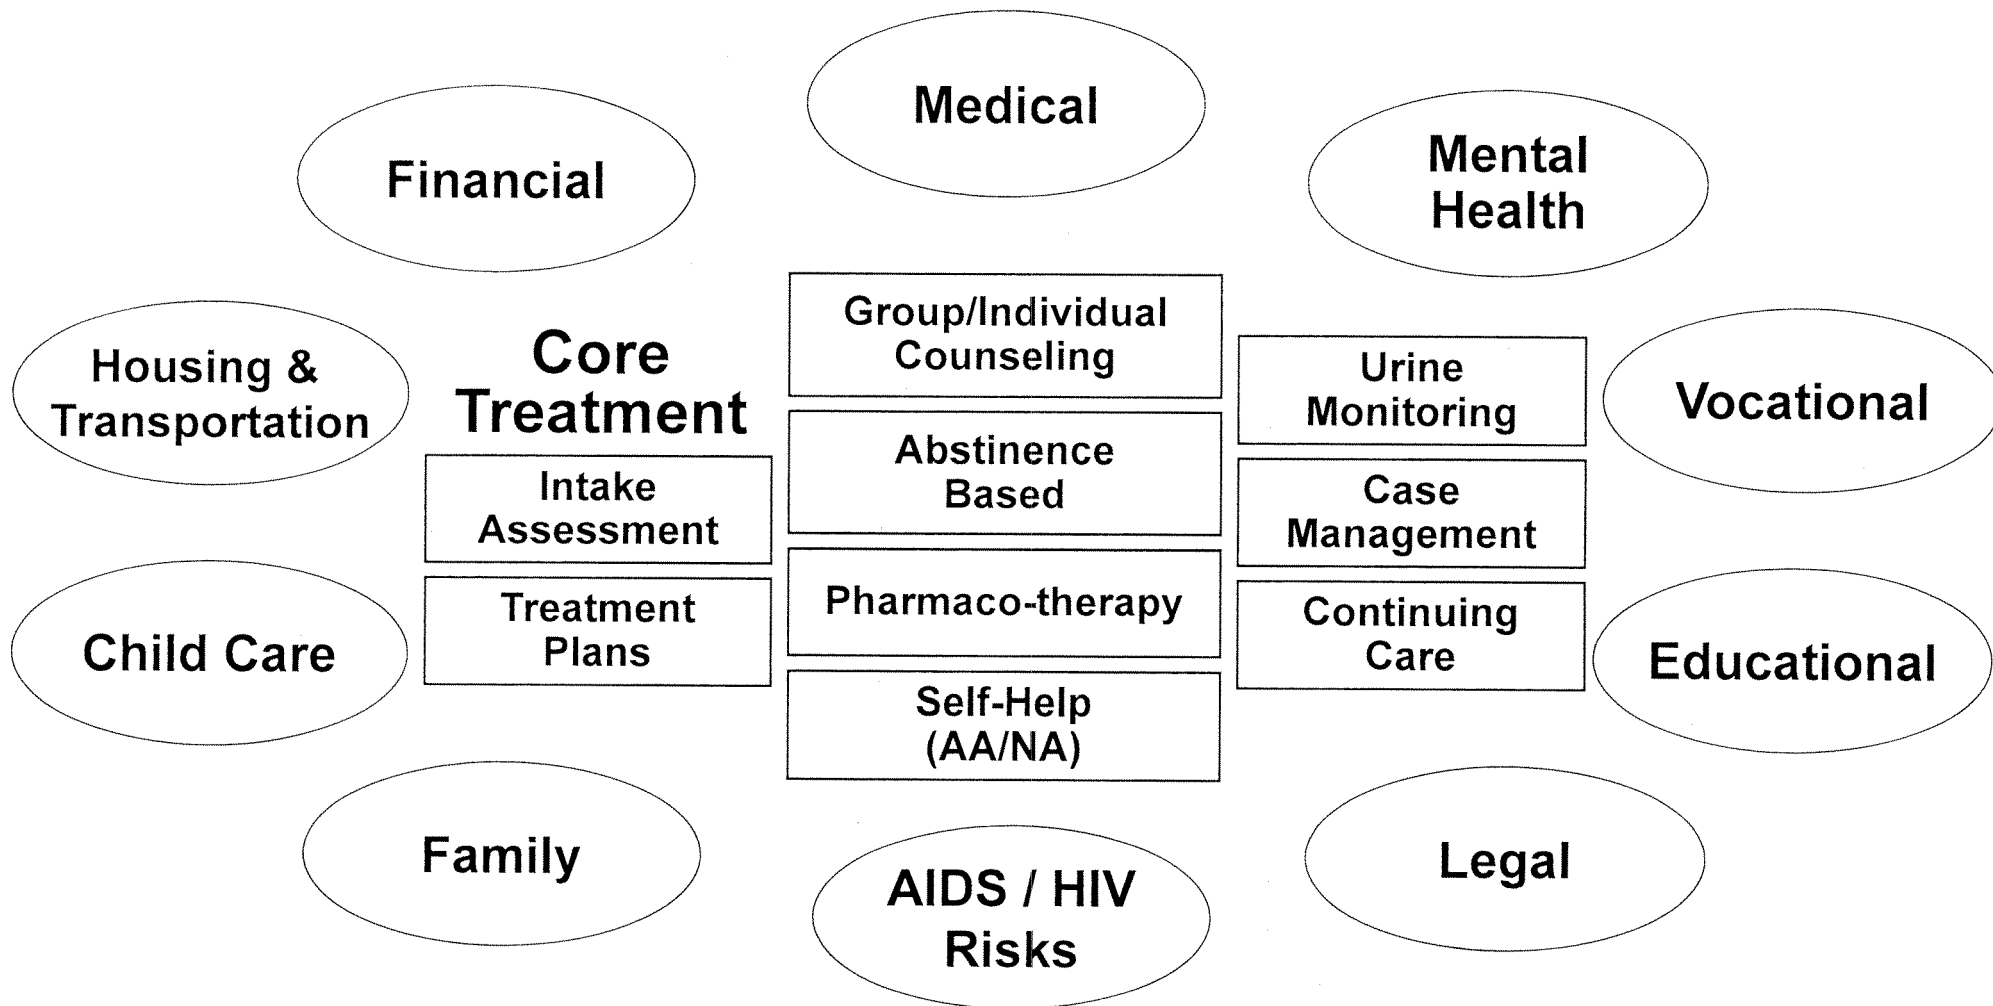 Medical
Financial
Mental
Health
Housing &
Transportation
Core
Treatment
Group/Individual
Counseling
Urine
Monitoring
Vocational
Intake
Assessment
Abstinence
Based
Case
Management
Treatment
Plans
Pharmaco-therapy
Continuing
Care
Child Care
Educational
Self-Help
(AA/NA)
Family
AIDS / HIV
Risks
Legal